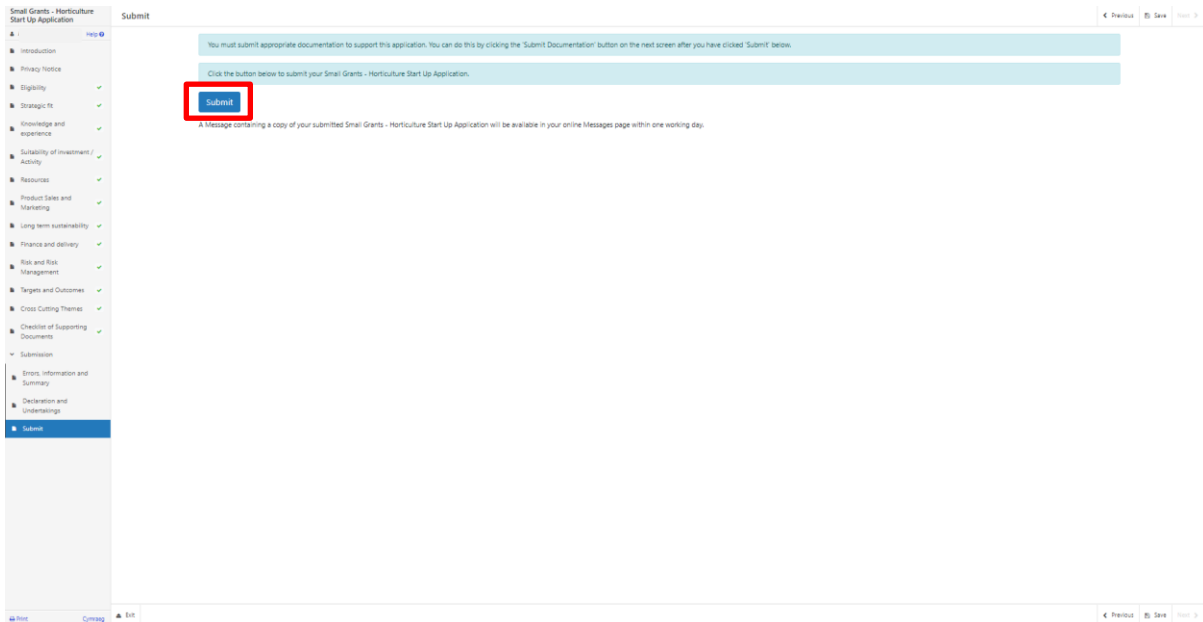 Small Grants - Horticulture
Start Up Application
Help
Introduction
Privacy Notice
Eligibility
Strategic fit
Knowledge and
experience
Suitability of investment /
Activity
Resources
Product Sales and
Marketing
Long term sustainability
Finance and delivery
Risk and Risk
Management
Targets and Outcomes
Cross Cutting Themes
Checklist of Supporting
Documents
Submission
Errors, Information and
Summary
Declaration and
Undertakings
Submit
Print Cymraeg
Submit
Previous Save Next
You must submit appropriate documentation to support this application. You can do this by clicking the 'Submit Documentation' button on the next screen after you have clicked 'Submit' below.
Click the button below to submit your Small Grants - Horticulture Start Up Application.
Submit
A Message containing a copy of your submitted Small Grants - Horticulture Start Up Application will be available in your online Messages page within one working day.
Exit
Previous Save Next